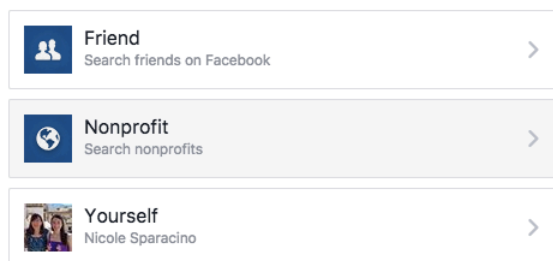 Friend
Search friends on Facebook
Nonprofit
Search nonprofits
Yourself
Nicole Sparacino